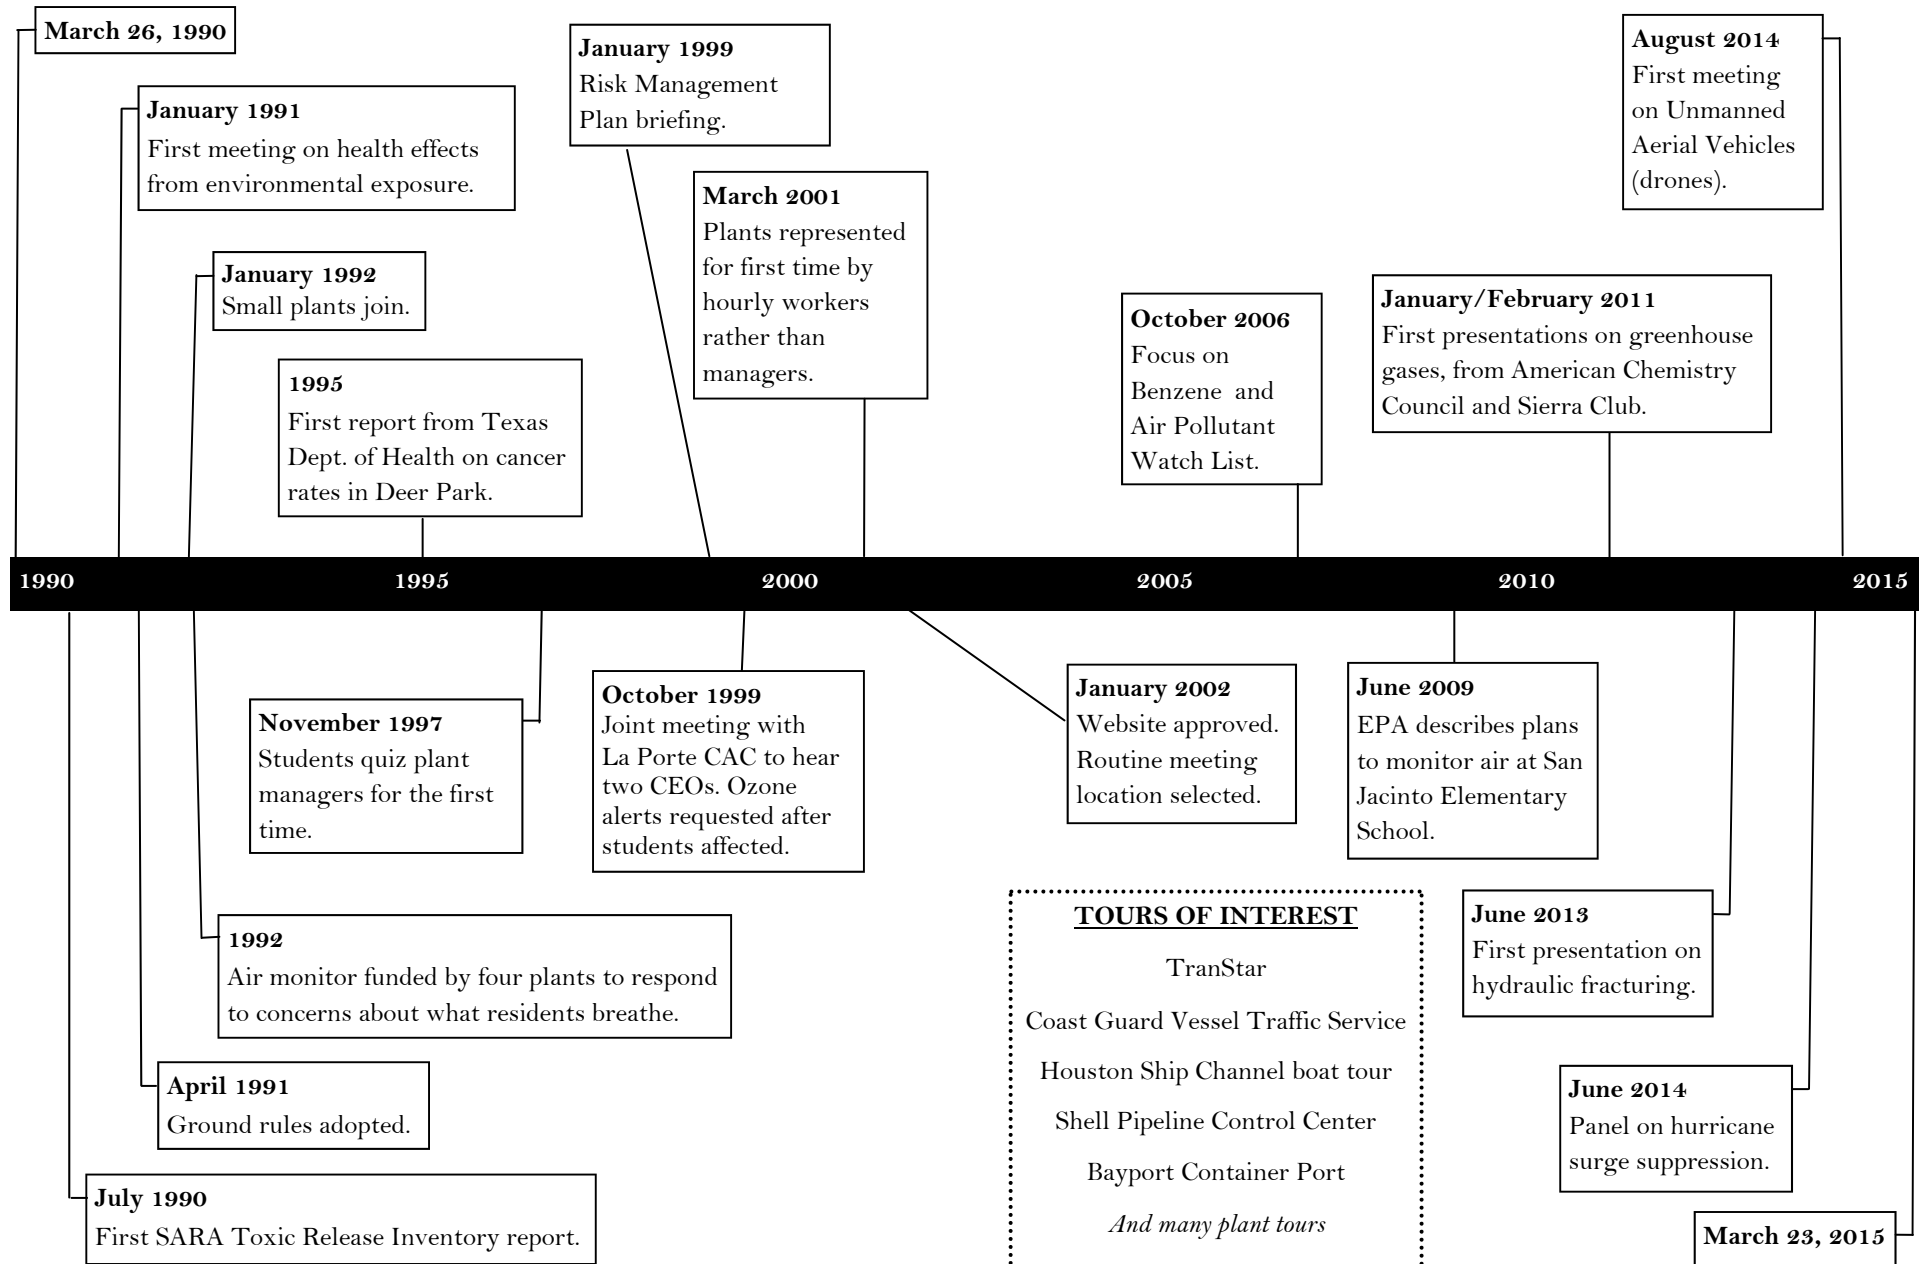 March 26, 1990
January 1991
First meeting on health effects
from environmental exposure.
January 1992
Small plants join.
1995
First report from Texas
Dept. of Health on cancer
rates in Deer Park.
January 1999
Risk Management
Plan briefing.
March 2001
Plants represented
for first time by
hourly workers
rather than
managers.
October 2006
Focus on
Benzene  and
Air Pollutant
Watch List.
January/February 2011
First presentations on greenhouse
gases, from American Chemistry
Council and Sierra Club.
August 2014
First meeting
on Unmanned
Aerial Vehicles
(drones).
1990 1995 2000 2005 2010 2015
July 1990
First SARA Toxic Release Inventory report.
April 1991
Ground rules adopted.
1992
Air monitor funded by four plants to respond
to concerns about what residents breathe.
November 1997
Students quiz plant
managers for the first
time.
October 1999
Joint meeting with
La Porte CAC to hear
two CEOs. Ozone
alerts requested after
students affected.
January 2002
Website approved.
Routine meeting
location selected.
June 2009
EPA describes plans
to monitor air at San
Jacinto Elementary
School.
June 2013
First presentation on
hydraulic fracturing.
June 2014
Panel on hurricane
surge suppression.
March 23, 2015
TOURS OF INTEREST
TranStar
Coast Guard Vessel Traffic Service
Houston Ship Channel boat tour
Shell Pipeline Control Center
Bayport Container Port
And many plant tours